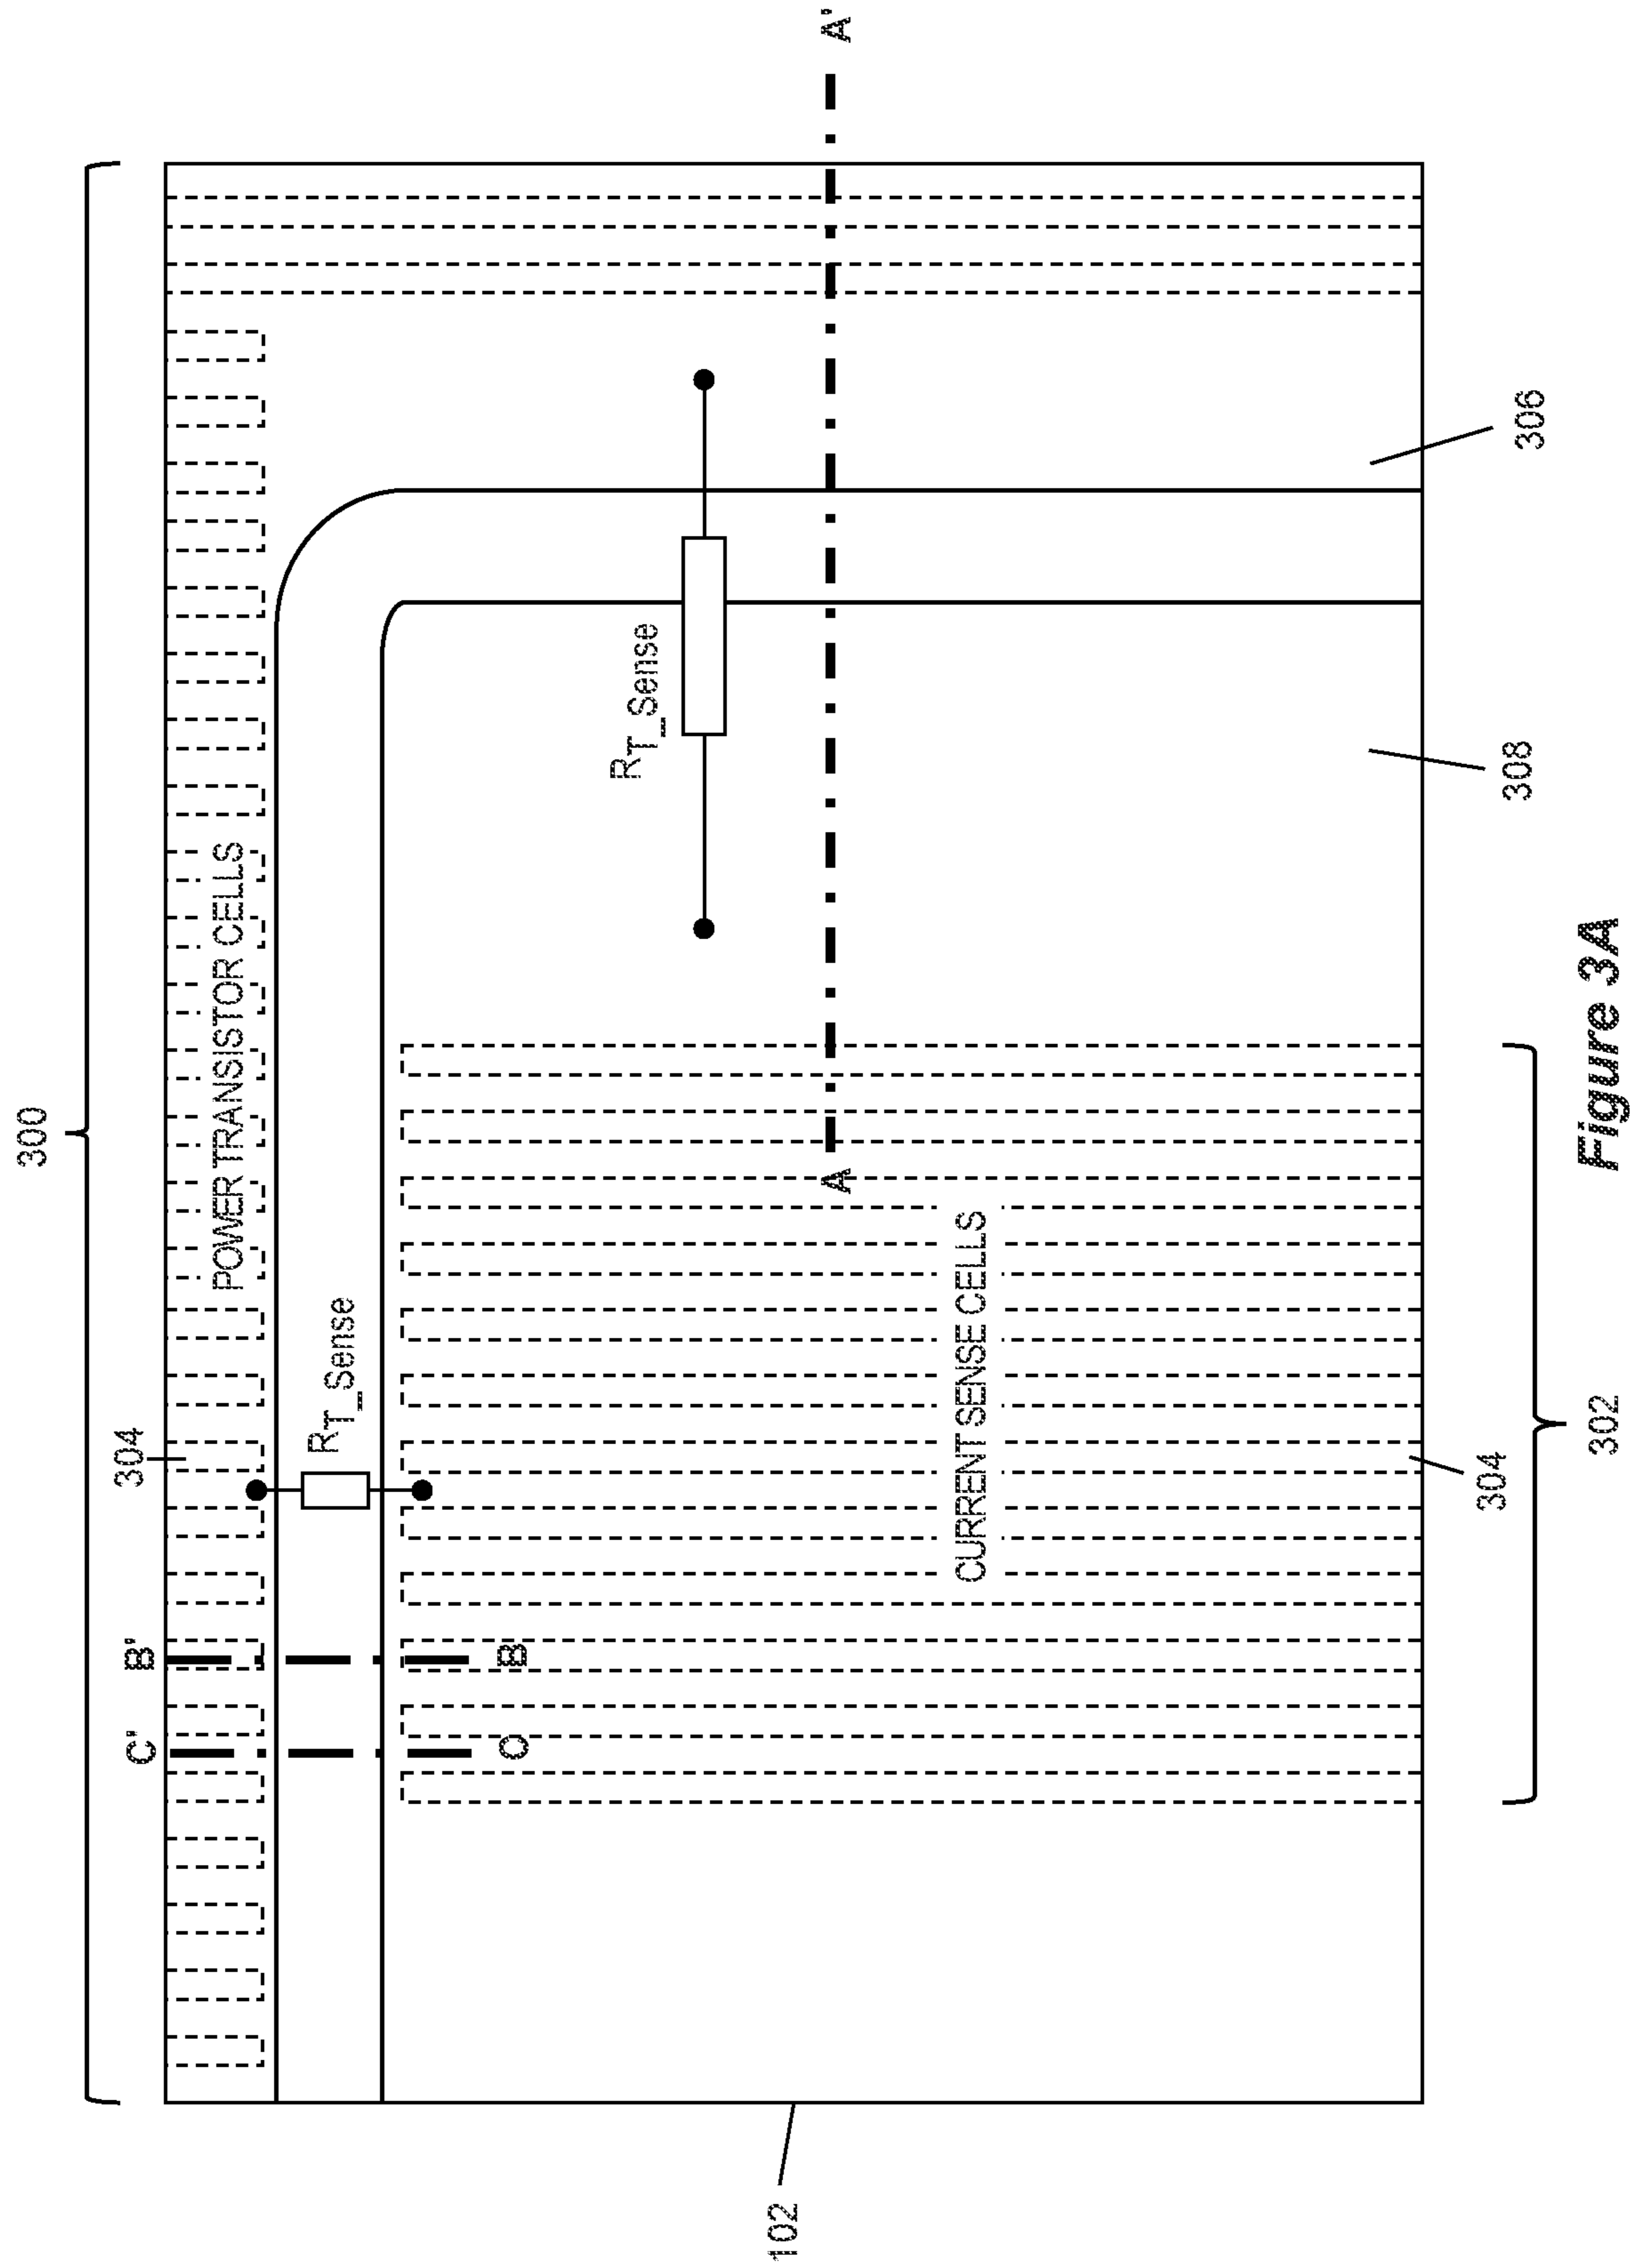 300
POWER TRANSISTOR CELLS
304
RT_Sense
B'
C'
B
C
RT_Sense
A
A'
CURRENT SENSE CELLS
102
304
302
308
306
Figure 3A